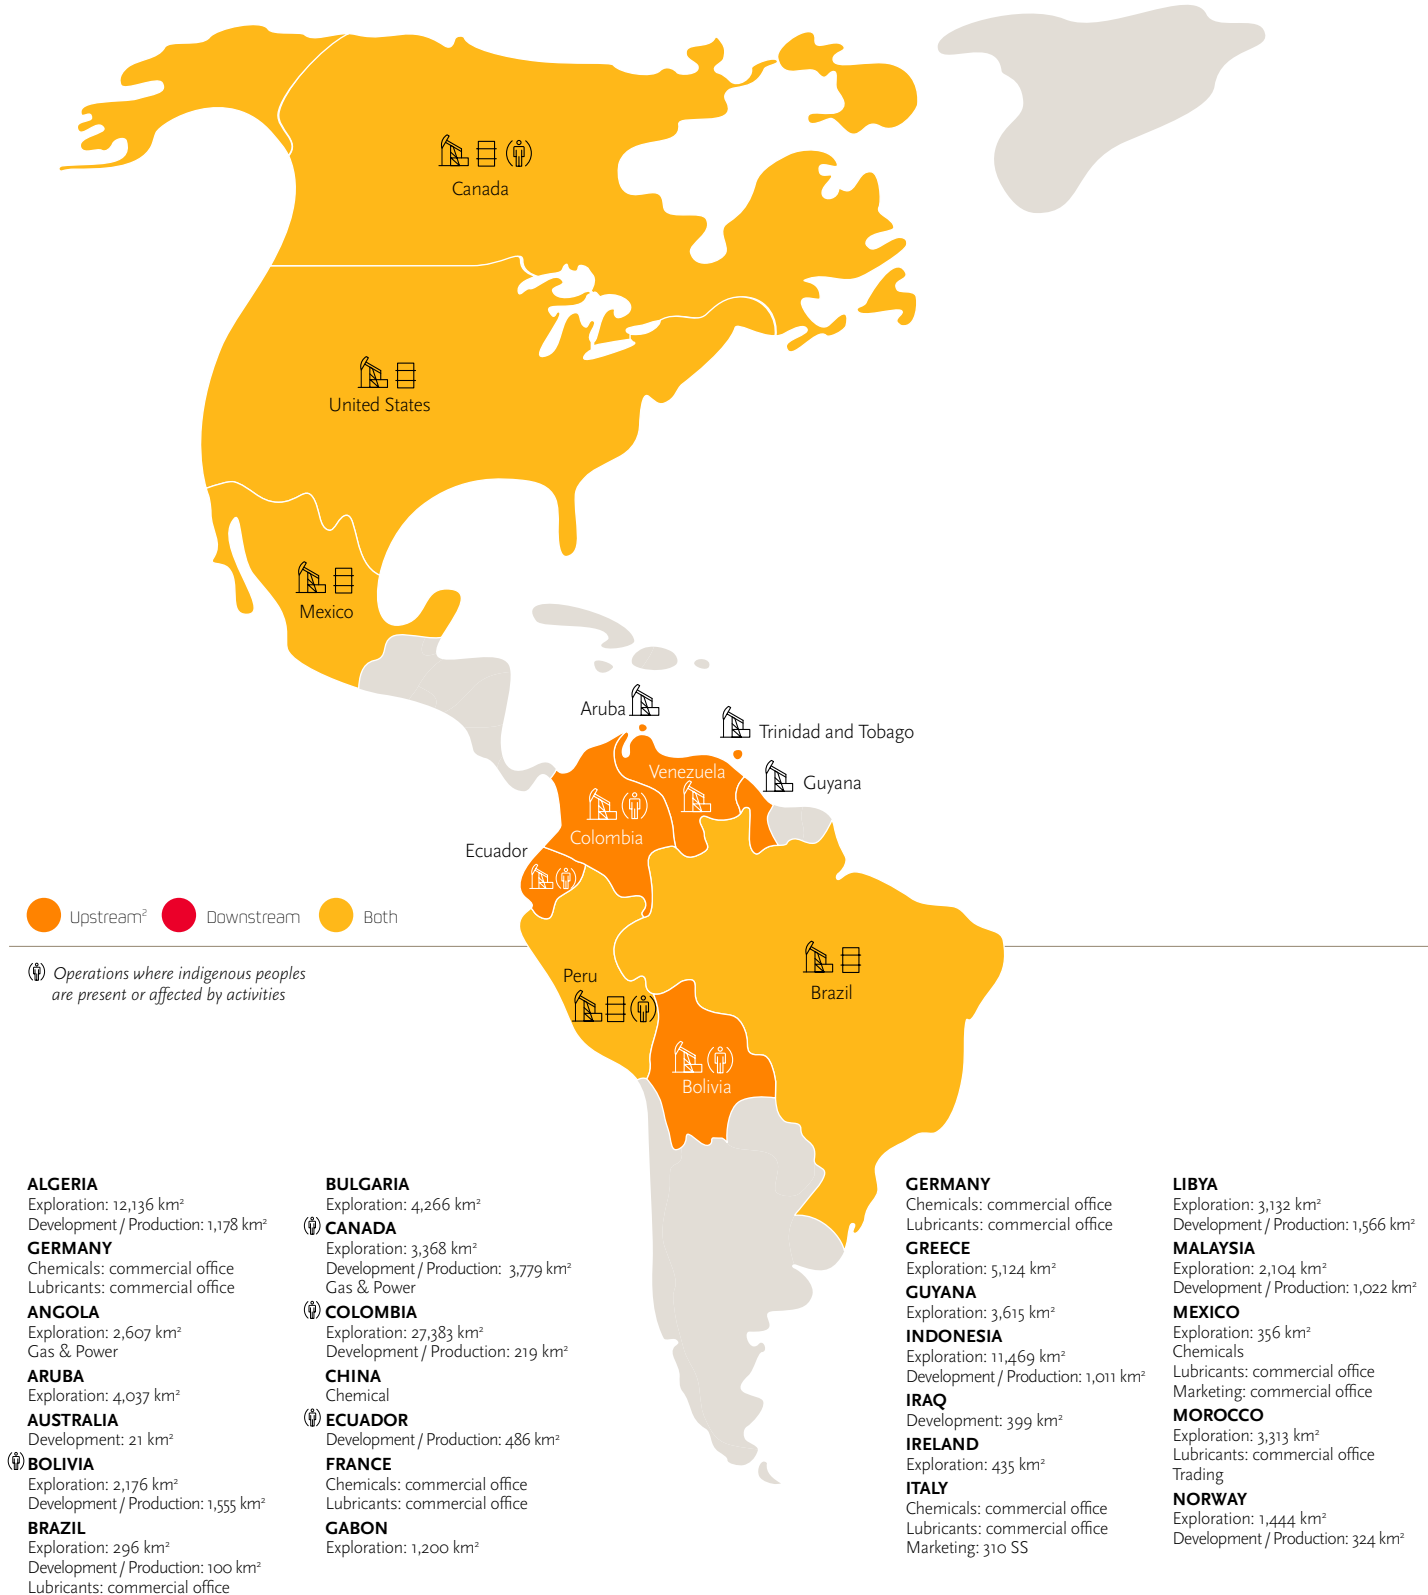 Canada
United States
Mexico
Aruba
Trinidad and Tobago
Venezuela
Guyana
Colombia
Ecuador
Upstream² Downstream Both
Operations where indigenous peoples
are present or affected by activities
Peru
Brazil
Bolivia
ALGERIA
Exploration: 12,136 km²
Development / Production: 1,178 km²
GERMANY
Chemicals: commercial office
Lubricants: commercial office
ANGOLA
Exploration: 2,607 km²
Gas & Power
ARUBA
Exploration: 4,037 km²
AUSTRALIA
Development: 21 km²
BOLIVIA
Exploration: 2,176 km²
Development / Production: 1,555 km²
BRAZIL
Exploration: 296 km²
Development / Production: 100 km²
Lubricants: commercial office
BULGARIA
Exploration: 4,266 km²
CANADA
Exploration: 3,368 km²
Development / Production: 3,779 km²
Gas & Power
COLOMBIA
Exploration: 27,383 km²
Development / Production: 219 km²
CHINA
Chemical
ECUADOR
Development / Production: 486 km²
FRANCE
Chemicals: commercial office
Lubricants: commercial office
GABON
Exploration: 1,200 km²
GERMANY
Chemicals: commercial office
Lubricants: commercial office
GREECE
Exploration: 5,124 km²
GUYANA
Exploration: 3,615 km²
INDONESIA
Exploration: 11,469 km²
Development / Production: 1,011 km²
IRAQ
Development: 399 km²
IRELAND
Exploration: 435 km²
ITALY
Chemicals: commercial office
Lubricants: commercial office
Marketing: 310 SS
LIBYA
Exploration: 3,132 km²
Development / Production: 1,566 km²
MALAYSIA
Exploration: 2,104 km²
Development / Production: 1,022 km²
MEXICO
Exploration: 356 km²
Chemicals
Lubricants: commercial office
Marketing: commercial office
MOROCCO
Exploration: 3,313 km²
Lubricants: commercial office
Trading
NORWAY
Exploration: 1,444 km²
Development / Production: 324 km²